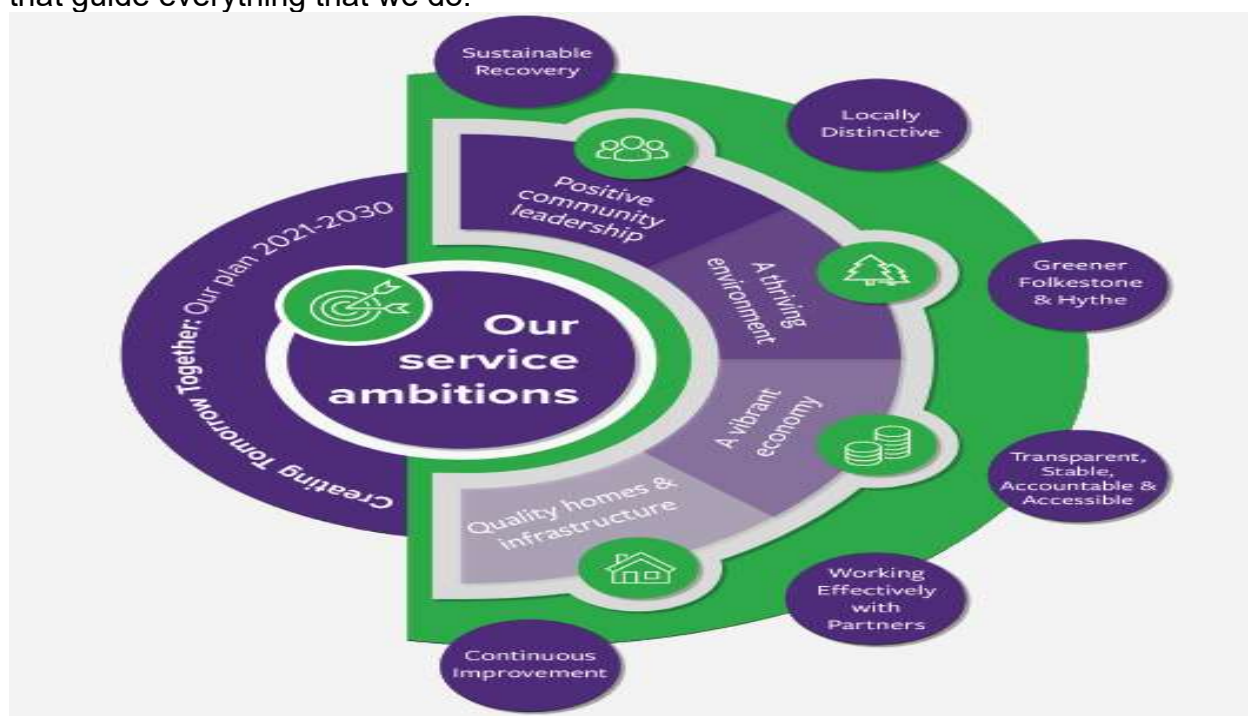 that guide everything that we do.
Sustainable
Recovery
Locally
Distinctive
Greener
Folkestone
& Hythe
Transparent,
Stable,
Accountable &
Accessible
Working
Effectively
with
Partners
Continuous
Improvement
Positive
community
leadership
A thriving
environment
A vibrant
economy
Quality homes &
infrastructure
Creating Tomorrow Together: Our plan 2021-2030
Our
service
ambitions